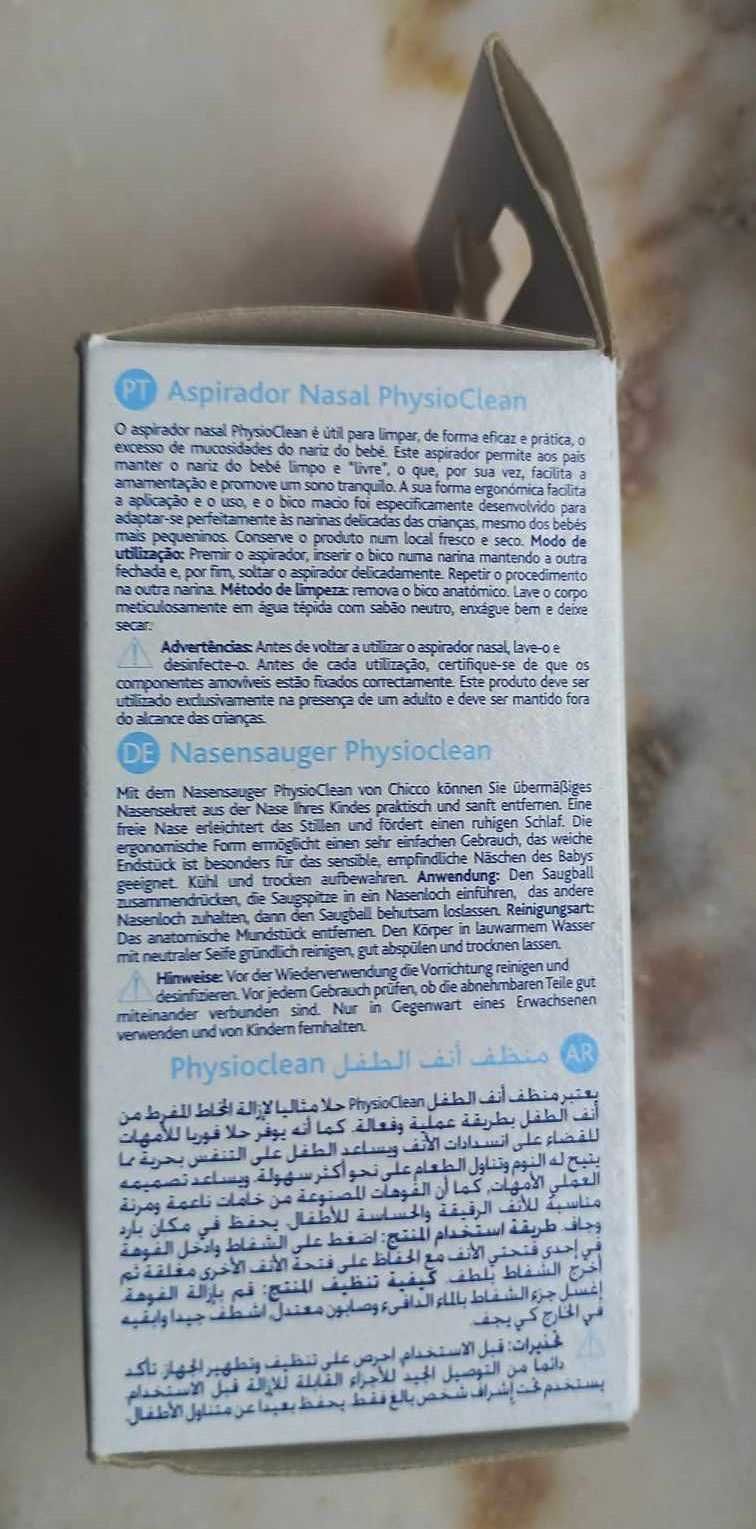 PT Aspirador Nasal PhysioClean
O aspirador nasal PhysioClean é útil para limpar, de forma eficaz e prática, o
excesso de mucosidades do nariz do bebé. Este aspirador permite aos pais
manter o nariz do bebé limpo e "livre", o que, por sua vez, facilita a
amamentação e promove um sono tranquilo. A sua forma ergonómica facilita
a aplicação e o uso, e o bico macio foi especificamente desenvolvido para
adaptar-se perfeitamente às narinas delicadas das crianças, mesmo dos bebés
mais pequeninos. Conserve o produto num local fresco e seco. Modo de
utilização: Premir o aspirador, inserir o bico numa narina mantendo a outra
fechada e, por fim, soltar o aspirador delicadamente. Repetir o procedimento
na outra narina. Método de limpeza: remova o bico anatómico. Lave o corpo
meticulosamente em água tépida com sabão neutro, enxágue bem e deixe
secar.
Advertências: Antes de voltar a utilizar o aspirador nasal, lave-o e
desinfecte-o. Antes de cada utilização, certifique-se de que os
componentes amovíveis estão fixados correctamente. Este produto deve ser
utilizado exclusivamente na presença de um adulto e deve ser mantido fora
do alcance das crianças.
DE Nasensauger Physioclean
Mit dem Nasensauger PhysioClean von Chicco können Sie übermäßiges
Nasensekret aus der Nase Ihres Kindes praktisch und sanft entfernen. Eine
freie Nase erleichtert das Stillen und fördert einen ruhigen Schlaf. Die
ergonomische Form ermöglicht einen sehr einfachen Gebrauch, das weiche
Endstück ist besonders für das sensible, empfindliche Näschen des Babys
geeignet. Kühl und trocken aufbewahren. Anwendung: Den Saugball
zusammendrücken, die Saugspitze in ein Nasenloch einführen, das andere
Nasenloch zuhalten, dann den Saugball behutsam loslassen. Reinigungsart:
Das anatomische Mundstück entfernen. Den Körper in lauwarmem Wasser
mit neutraler Seife gründlich reinigen, gut abspülen und trocknen lassen.
Hinweise: Vor der Wiederverwendung die Vorrichtung reinigen und
desinfizieren. Vor jedem Gebrauch prüfen, ob die abnehmbaren Teile gut
miteinander verbunden sind. Nur in Gegenwart eines Erwachsenen
verwenden und von Kindern fernhalten.
AR منظف أنف الطفل Physioclean
يعتبر منظف أنف الطفل PhysioClean حلا مثاليا لإزالة المخاط المفرط من
أنف الطفل بطريقة عملية وفعالة. كما أنه يوفر حلا فوريا للأمهات
للقضاء على انسدادات الأنف ويساعد الطفل على التنفس بحرية مما
يتيح له النوم وتناول الطعام على نحو أكثر سهولة. ويساعد تصميمه
العملي الأمهات, كما أن الفوهات المصنوعة من خامات ناعمة ومرنة
مناسبة للأنف الرقيقة والحساسة للأطفال. يحفظ في مكان بارد
وجاف. طريقة استخدام المنتج: اضغط على الشفاط وادخل الفوهة
في إحدى فتحتي الأنف مع الحفاظ على فتحة الأنف الأخرى مغلقة ثم
أخرج الشفاط بلطف. كيفية تنظيف المنتج: قم بإزالة الفوهة
إغسل جزء الشفاط بالماء الدافىء وصابون معتدل, اشطف جيدا وابقيه
في الخارج كي يجف.
تحذيرات: قبل الاستخدام احرص على تنظيف وتطهير الجهاز تأكد
دائما من التوصيل الجيد للأجزاء القابلة للإزالة قبل الاستخدام
يستخدم تحت إشراف شخص بالغ فقط. يحفظ بعيدا عن متناول الأطفال.